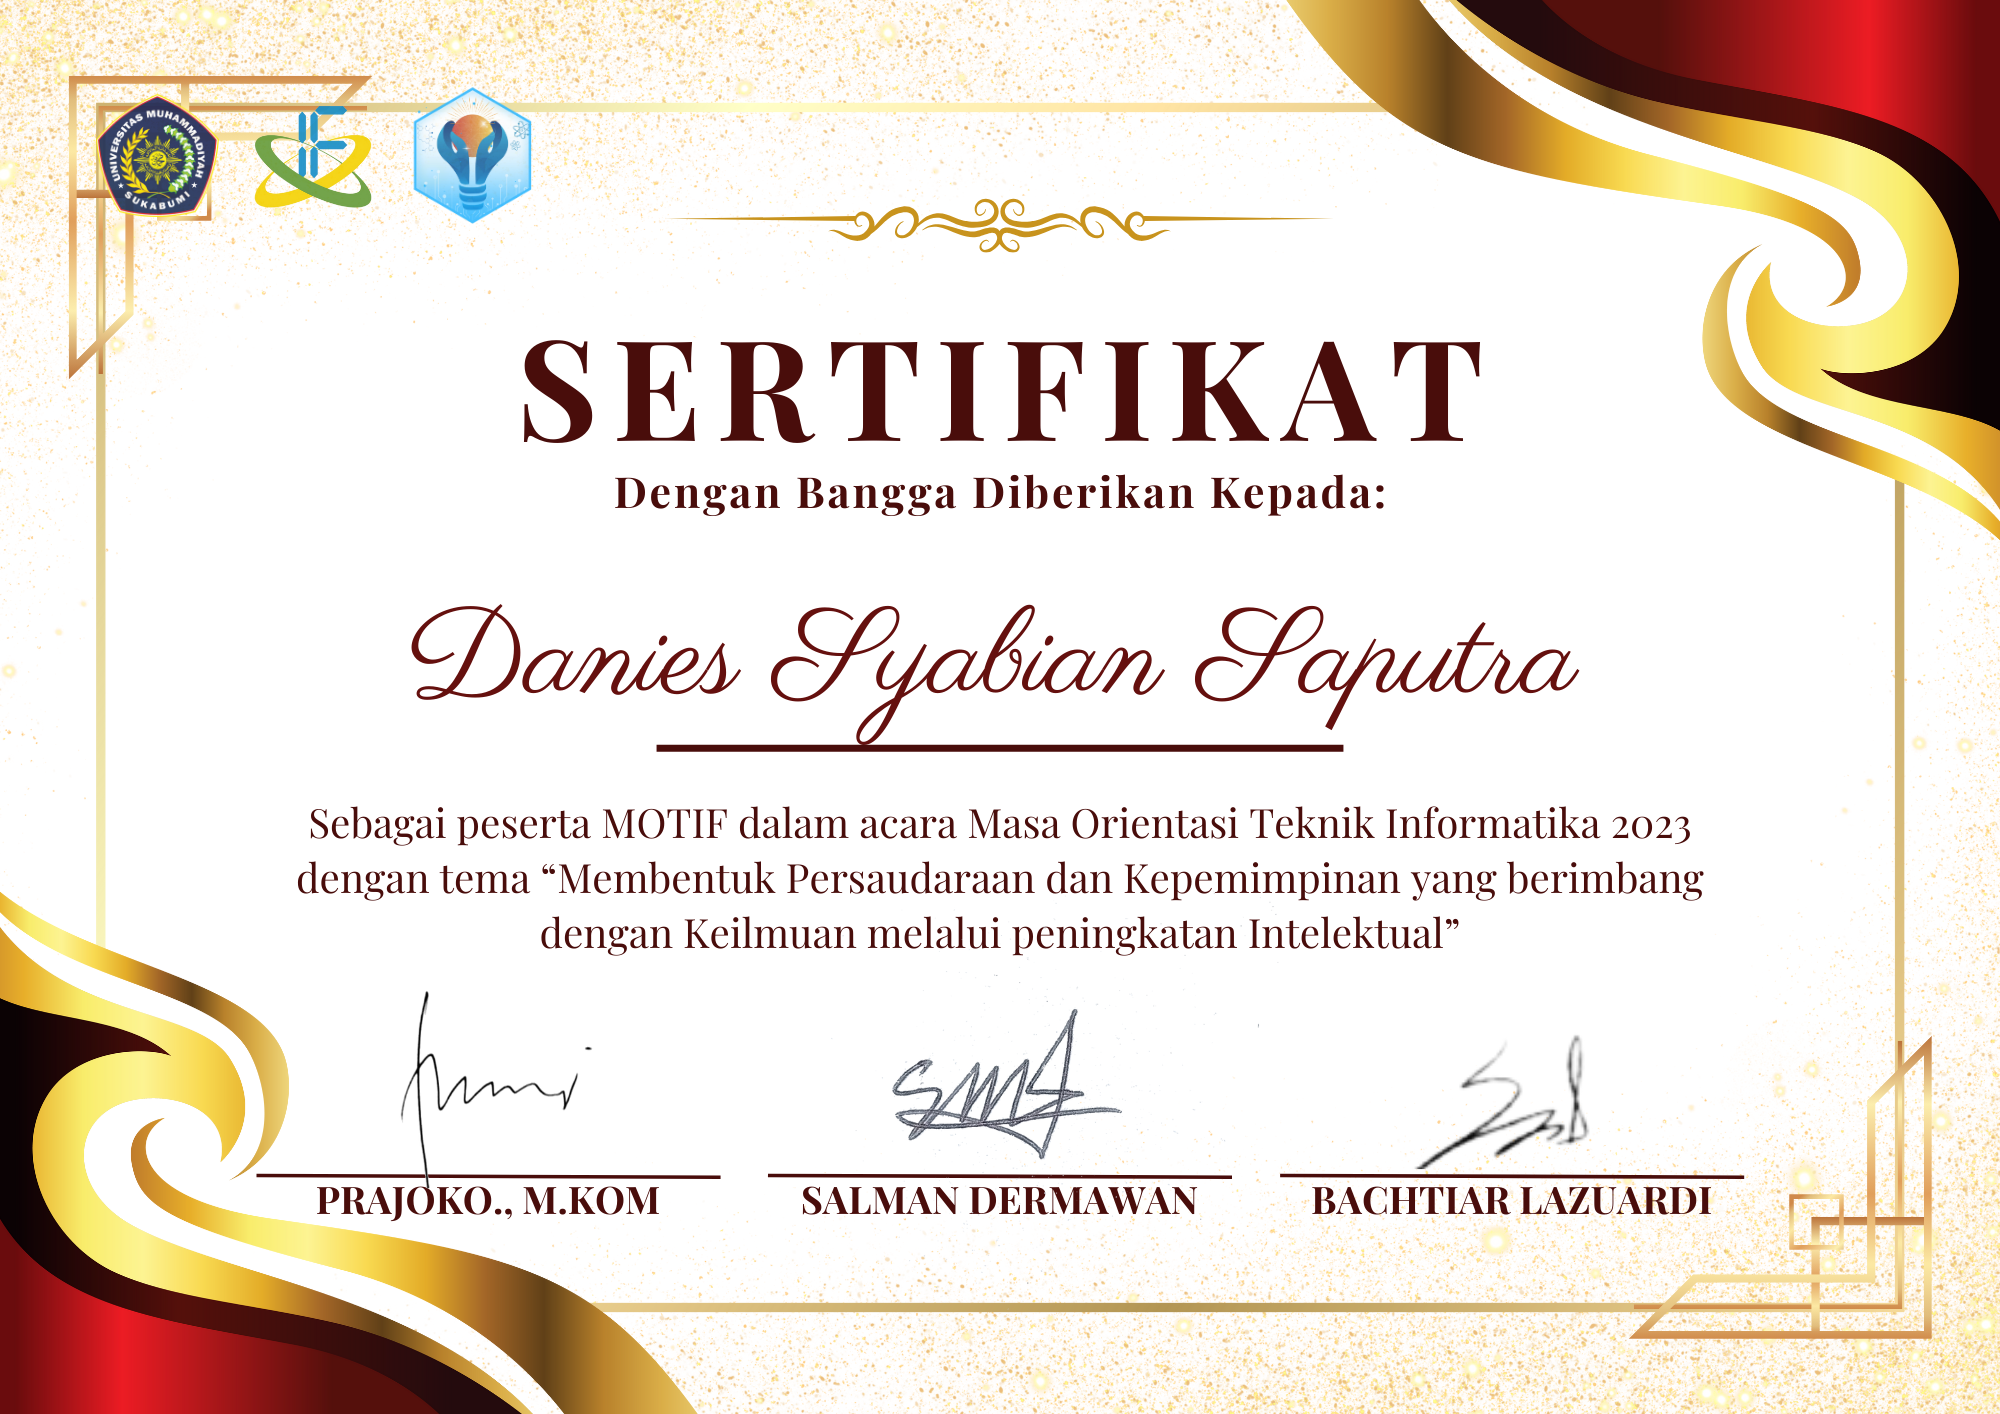 UNIVERSITAS MUHAMMADIYAH
SUKABUMI
IF
SERTIFIKAT
Dengan Bangga Diberikan Kepada:
Danies Syabian Saputra
Sebagai peserta MOTIF dalam acara Masa Orientasi Teknik Informatika 2023
dengan tema “Membentuk Persaudaraan dan Kepemimpinan yang berimbang
dengan Keilmuan melalui peningkatan Intelektual”
PRAJOKO., M.KOM
SALMAN DERMAWAN
BACHTIAR LAZUARDI